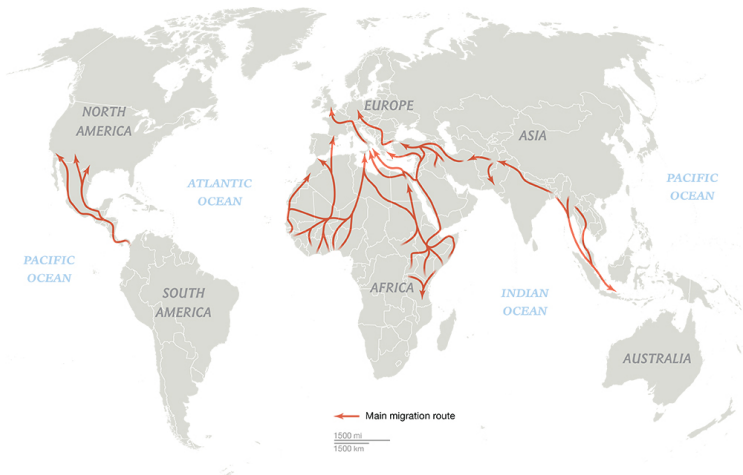 NORTH
AMERICA
EUROPE
ASIA
ATLANTIC
OCEAN
PACIFIC
OCEAN
PACIFIC
OCEAN
SOUTH
AMERICA
AFRICA
INDIAN
OCEAN
AUSTRALIA
Main migration route
1500 mi
1500 km